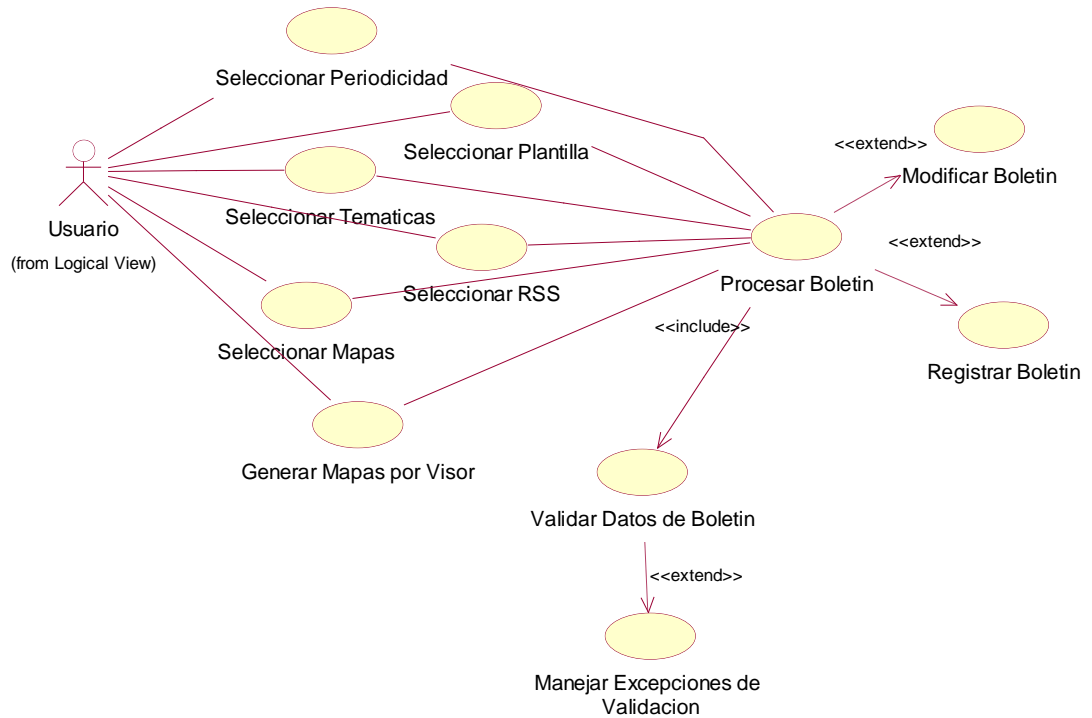 Seleccionar Periodicidad
Seleccionar Plantilla
<<extend>>
Modificar Boletin
Seleccionar Tematicas
Usuario
(from Logical View)
<<extend>>
Procesar Boletin
Seleccionar RSS
<<include>>
Seleccionar Mapas
Registrar Boletin
Generar Mapas por Visor
Validar Datos de Boletin
<<extend>>
Manejar Excepciones de
Validacion